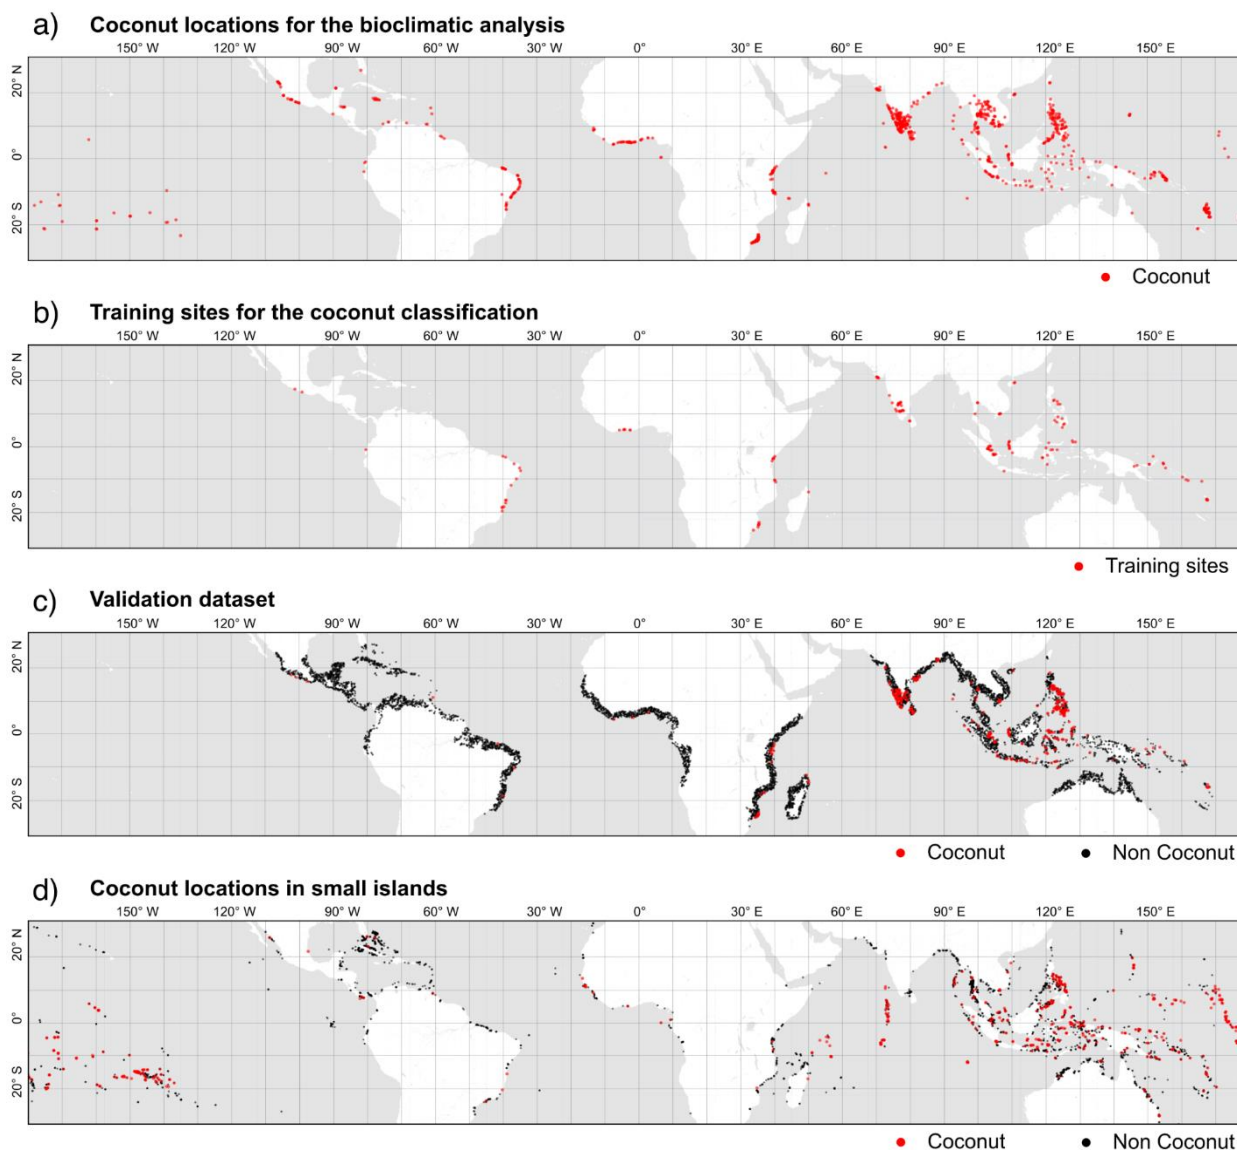 a) Coconut locations for the bioclimatic analysis
150° W 120° W 90° W 60° W 30° W 0° 30° E 60° E 90° E 120° E 150° E
20° N
0°
20° S
Coconut
b) Training sites for the coconut classification
150° W 120° W 90° W 60° W 30° W 0° 30° E 60° E 90° E 120° E 150° E
20° N
0°
20° S
Training sites
c) Validation dataset
150° W 120° W 90° W 60° W 30° W 0° 30° E 60° E 90° E 120° E 150° E
20° N
0°
20° S
Coconut Non Coconut
d) Coconut locations in small islands
150° W 120° W 90° W 60° W 30° W 0° 30° E 60° E 90° E 120° E 150° E
20° N
0°
20° S
Coconut Non Coconut